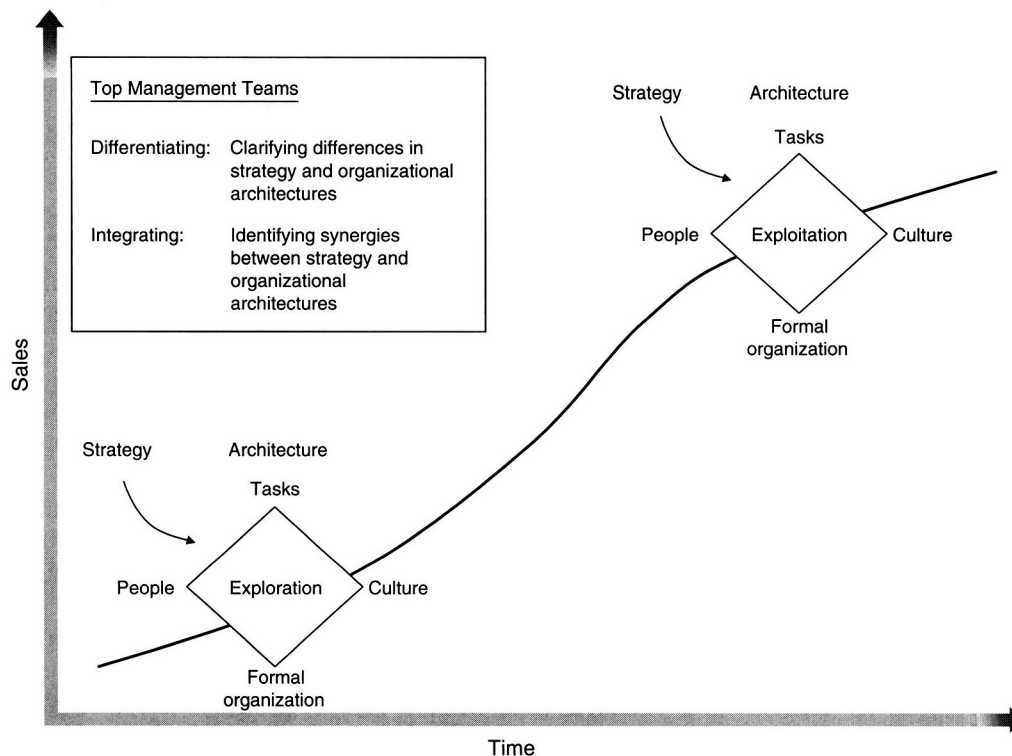 Top Management Teams
Differentiating: Clarifying differences in
strategy and organizational
architectures
Integrating: Identifying synergies
between strategy and
organizational
architectures
Strategy
Architecture
Tasks
People
Exploitation
Culture
Formal
organization
Sales
Strategy
Architecture
Tasks
People
Exploration
Culture
Formal
organization
Time